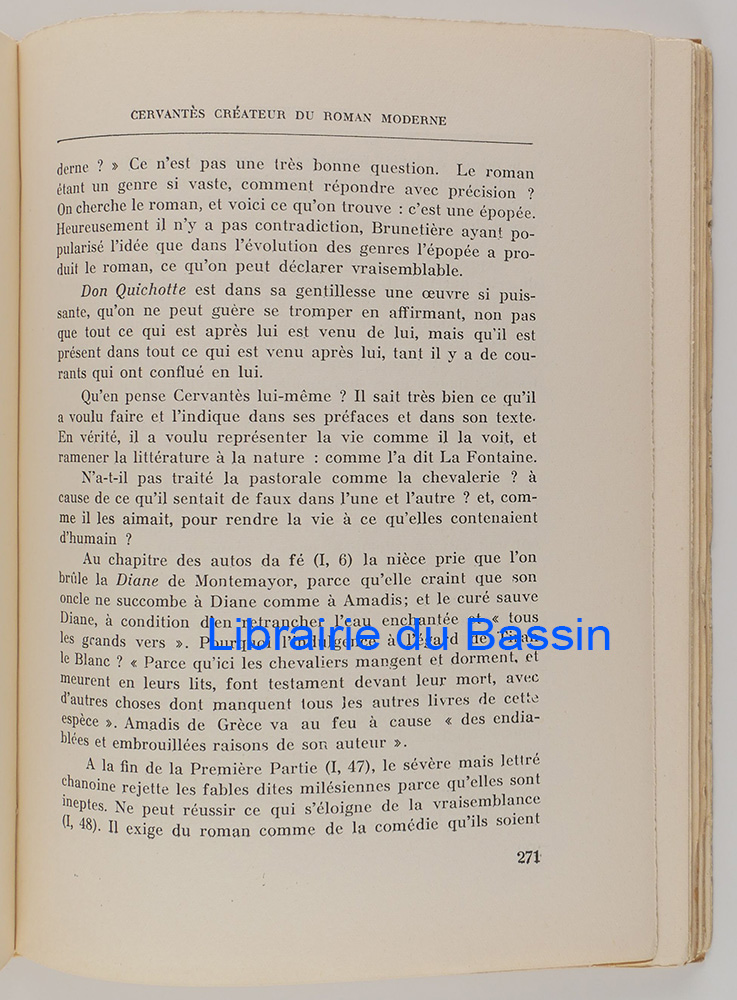 CERVANTÈS CRÉATEUR DU ROMAN MODERNE
derne ? » Ce n'est pas une très bonne question. Le roman
étant un genre si vaste, comment répondre avec précision ?
On cherche le roman, et voici ce qu'on trouve : c'est une épopée.
Heureusement il n'y a pas contradiction, Brunetière ayant po-
pularisé l'idée que dans l'évolution des genres l'épopée a pro-
duit le roman, ce qu'on peut déclarer vraisemblable.
Don Quichotte est dans sa gentillesse une œuvre si puis-
sante, qu'on ne peut guère se tromper en affirmant, non pas
que tout ce qui est après lui est venu de lui, mais qu'il est
présent dans tout ce qui est venu après lui, tant il y a de cou-
rants qui ont conflué en lui.
Qu'en pense Cervantès lui-même ? Il sait très bien ce qu'il
a voulu faire et l'indique dans ses préfaces et dans son texte.
En vérité, il a voulu représenter la vie comme il la voit, et
ramener la littérature à la nature : comme l'a dit La Fontaine.
N'a-t-il pas traité la pastorale comme la chevalerie ? à
cause de ce qu'il sentait de faux dans l'une et l'autre ? et, com-
me il les aimait, pour rendre la vie à ce qu'elles contenaient
d'humain ?
Au chapitre des autos da fé (I, 6) la nièce prie que l'on
brûle la Diane de Montemayor, parce qu'elle craint que son
oncle ne succombe à Diane comme à Amadis; et le curé sauve
Diane, à condition d'en retrancher l'eau enchantée et « tous
les grands vers ». Pourquoi l'indulgence à l'égard de Tiran
le Blanc ? « Parce qu'ici les chevaliers mangent et dorment, et
meurent en leurs lits, font testament devant leur mort, avec
d'autres choses dont manquent tous les autres livres de cette
espèce ». Amadis de Grèce va au feu à cause « des endia-
blées et embrouillées raisons de son auteur ».
A la fin de la Première Partie (I, 47), le sévère mais lettré
chanoine rejette les fables dites milésiennes parce qu'elles sont
ineptes. Ne peut réussir ce qui s'éloigne de la vraisemblance
(I, 48). Il exige du roman comme de la comédie qu'ils soient
271
Librairie du Bassin